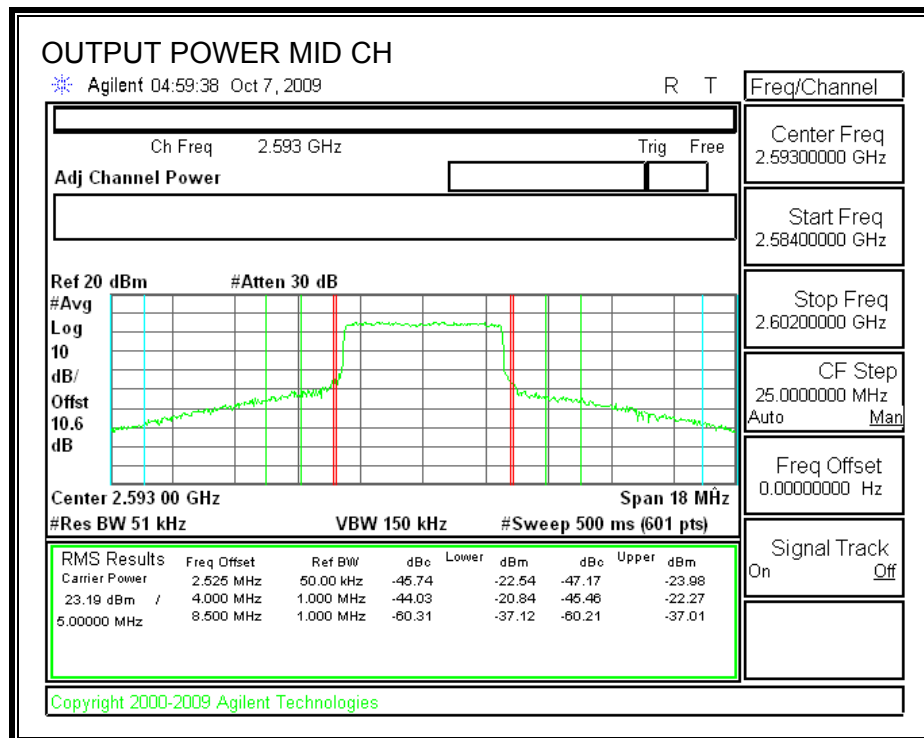 OUTPUT POWER MID CH
Agilent 04:59:38 Oct 7, 2009 R T
Freq/Channel
Ch Freq 2.593 GHz Trig Free
Adj Channel Power
Center Freq
2.59300000 GHz
Start Freq
2.58400000 GHz
Stop Freq
2.60200000 GHz
CF Step
25.0000000 MHz
Auto Man
Freq Offset
0.00000000 Hz
Signal Track
On Off
Ref 20 dBm #Atten 30 dB
#Avg
Log
10
dB/
Offst
10.6
dB
Center 2.593 00 GHz Span 18 MHz
#Res BW 51 kHz VBW 150 kHz #Sweep 500 ms (601 pts)
RMS Results Freq Offset Ref BW dBc Lower dBm dBc Upper dBm
Carrier Power 2.525 MHz 50.00 kHz -45.74 -22.54 -47.17 -23.98
23.19 dBm / 4.000 MHz 1.000 MHz -44.03 -20.84 -45.46 -22.27
5.00000 MHz 8.500 MHz 1.000 MHz -60.31 -37.12 -60.21 -37.01
Copyright 2000-2009 Agilent Technologies